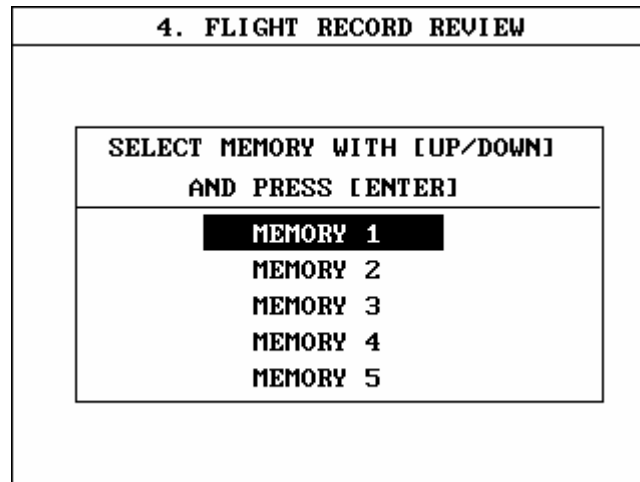 4. FLIGHT RECORD REVIEW
SELECT MEMORY WITH [UP/DOWN]
AND PRESS [ENTER]
MEMORY 1
MEMORY 2
MEMORY 3
MEMORY 4
MEMORY 5